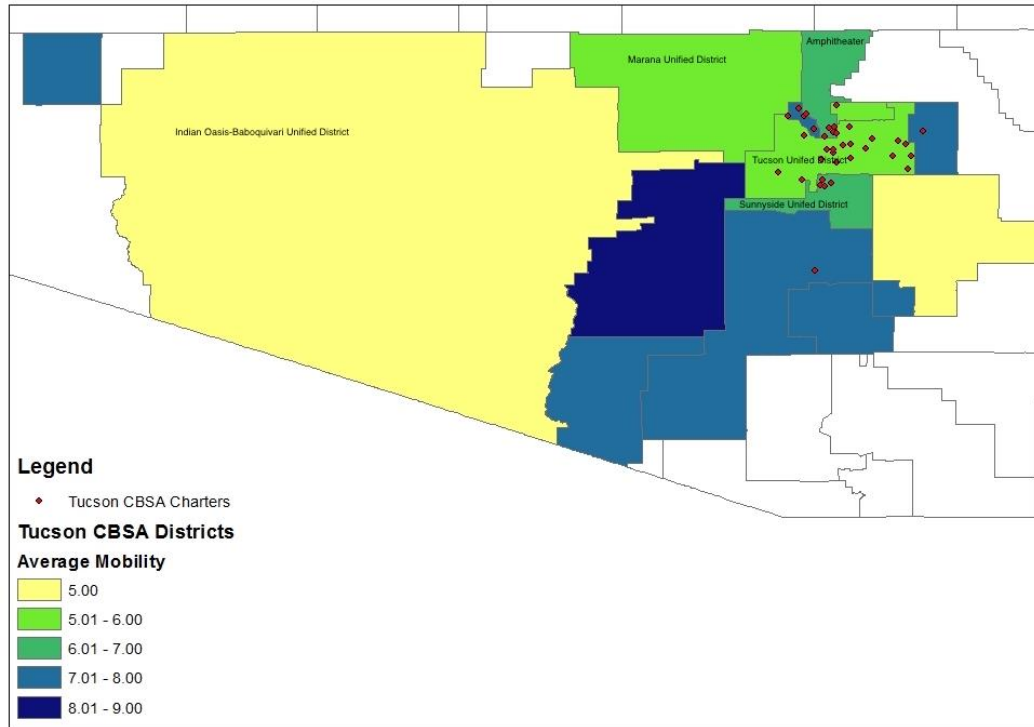 Amphitheater
Marana Unified District
Indian Oasis-Baboquivari Unified District
Tucson Unified District
Sunnyside Unifed District
Legend
Tucson CBSA Charters
Tucson CBSA Districts
Average Mobility
5.00
5.01 - 6.00
6.01 - 7.00
7.01 - 8.00
8.01 - 9.00